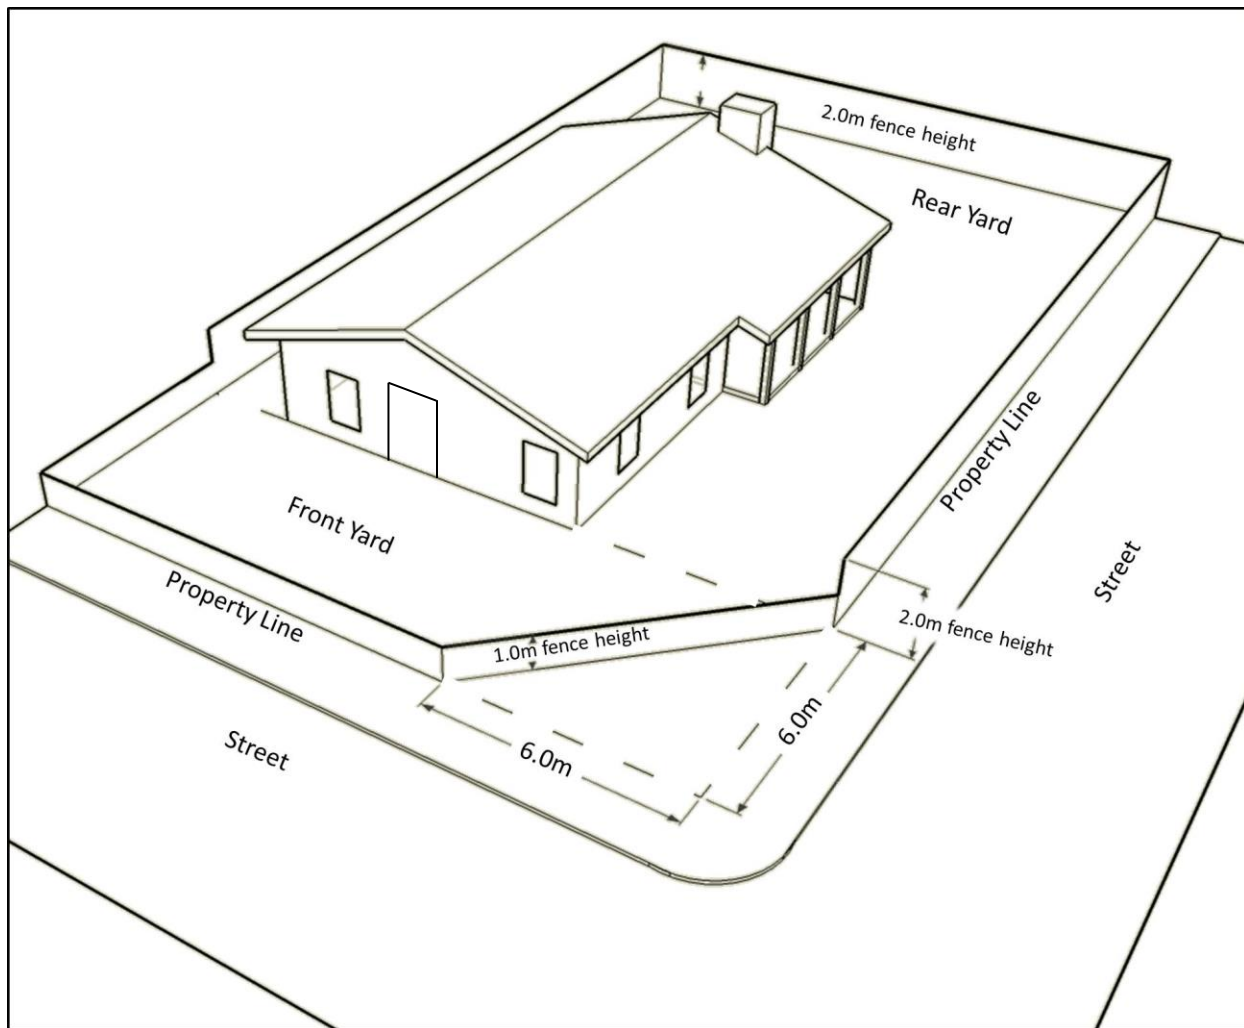 2.0m fence height
Rear Yard
Property Line
Front Yard
Street
Property Line
1.0m fence height
2.0m fence height
6.0m
6.0m
Street